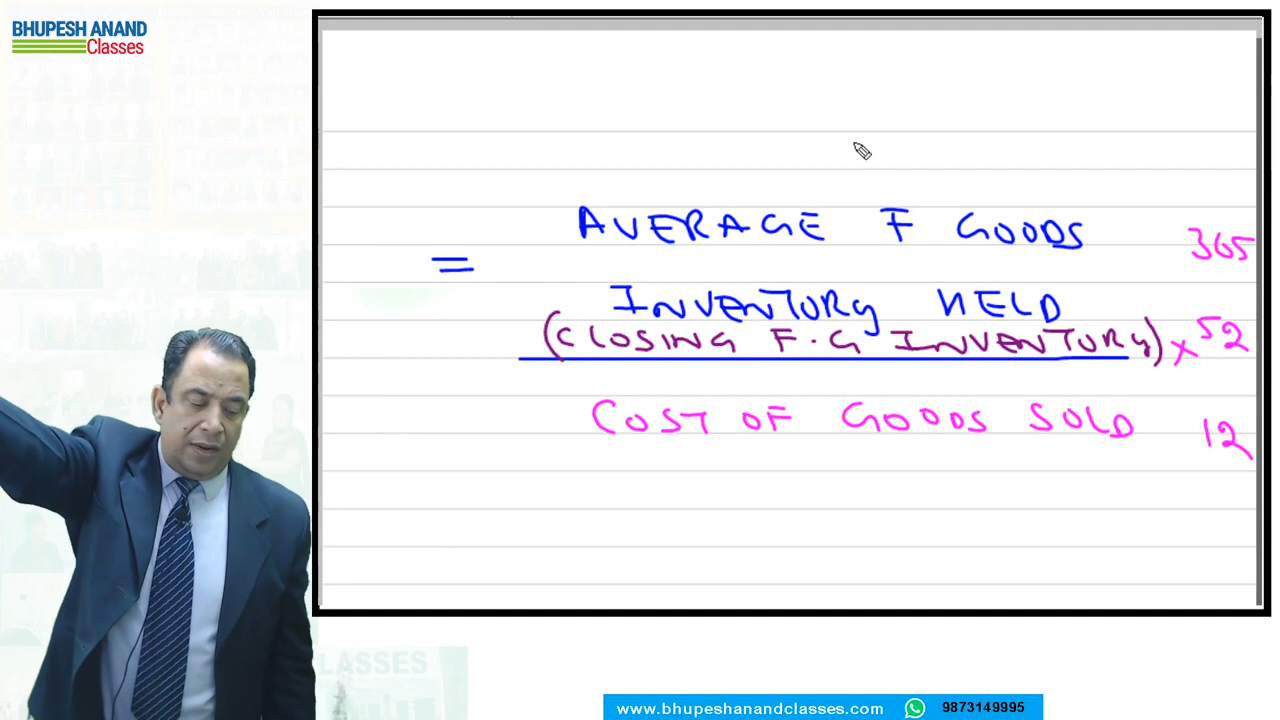 BHUPESH ANAND
Classes
AVERAGE F GOODS
365
=
INVENTORY HELD
(CLOSING F.G INVENTORY)
× 52
COST OF GOODS SOLD
12
LASSES
www.bhupeshanandclasses.com
9873149995